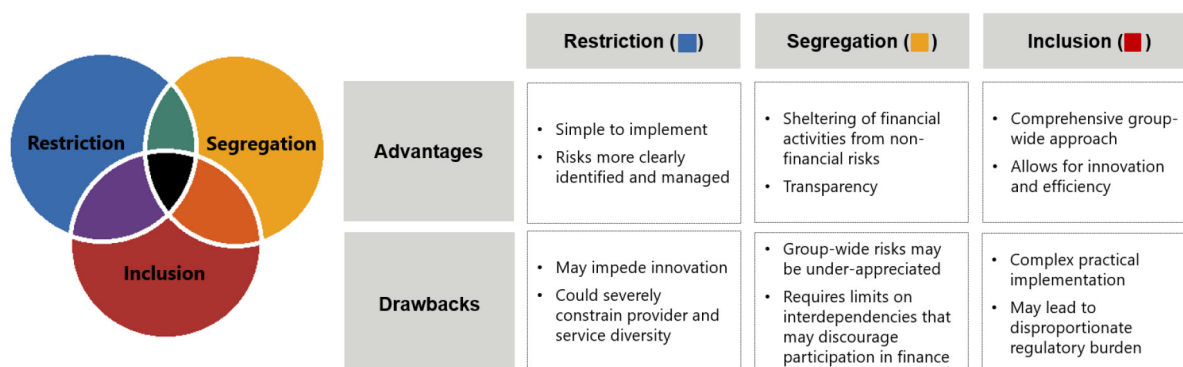 Restriction
Segregation
Inclusion
Restriction ( )
Segregation ( )
Inclusion ( )
Advantages
• Simple to implement
• Risks more clearly
identified and managed
• Sheltering of financial
activities from non-
financial risks
• Transparency
• Comprehensive group-
wide approach
• Allows for innovation
and efficiency
Drawbacks
• May impede innovation
• Could severely
constrain provider and
service diversity
• Group-wide risks may
be under-appreciated
• Requires limits on
interdependencies that
may discourage
participation in finance
• Complex practical
implementation
• May lead to
disproportionate
regulatory burden